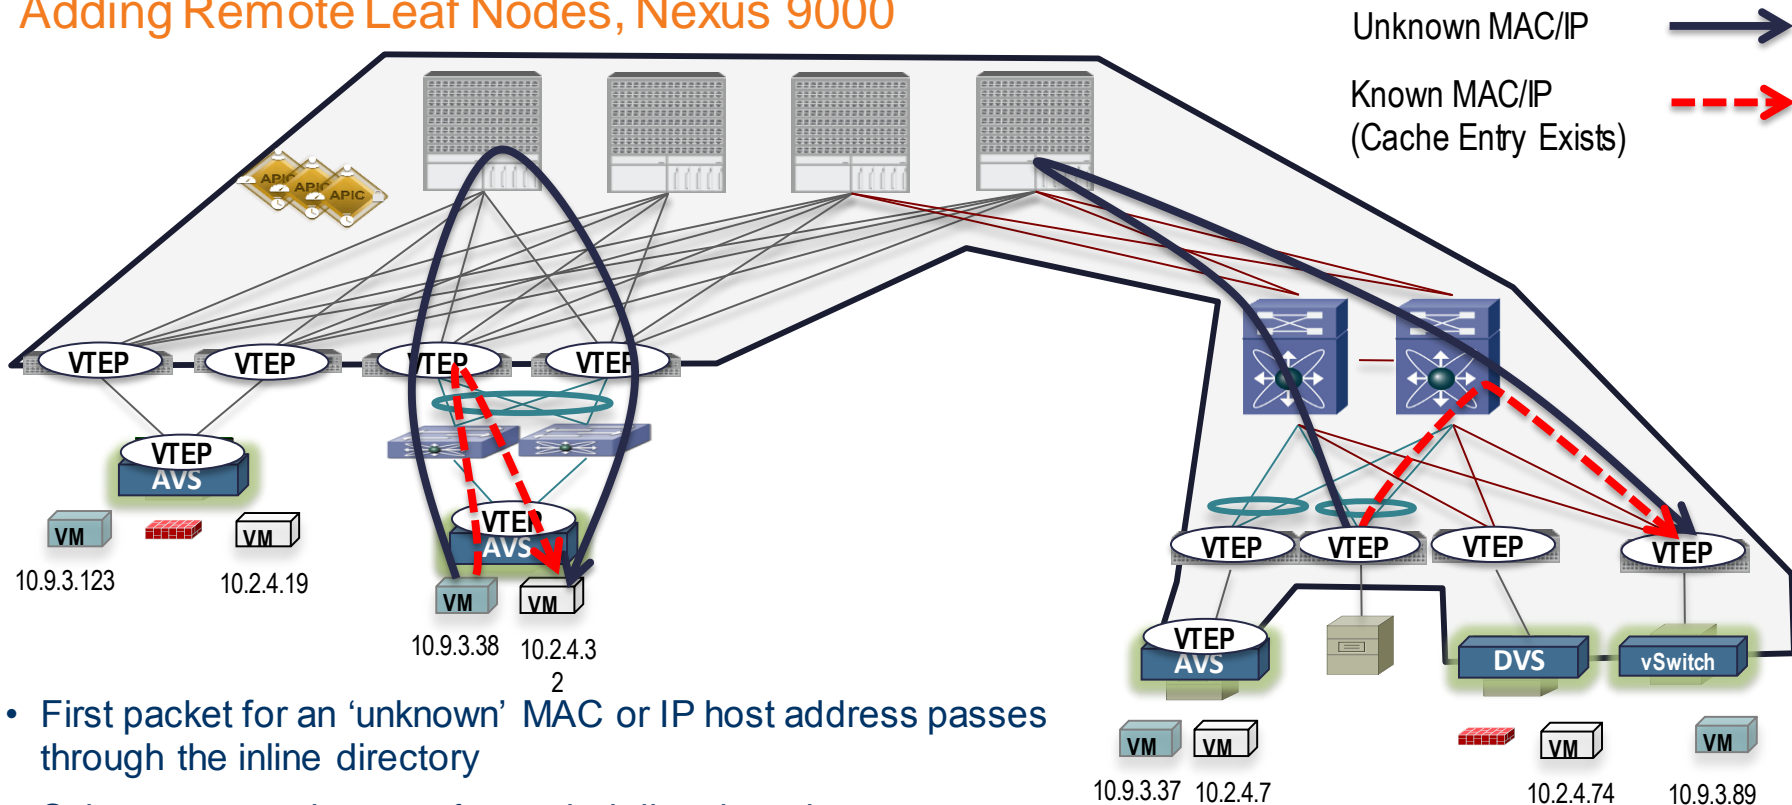 Adding Remote Leaf Nodes, Nexus 9000
Unknown MAC/IP
Known MAC/IP
(Cache Entry Exists)
APIC
APIC
APIC
VTEP
VTEP
VTEP
VTEP
VTEP
AVS
VM
VM
10.9.3.123
10.2.4.19
VTEP
AVS
VM
VM
10.9.3.38
10.2.4.3
2
VTEP
VTEP
VTEP
VTEP
VTEP
AVS
DVS
vSwitch
VM
VM
VM
VM
10.9.3.37
10.2.4.7
10.2.4.74
10.9.3.89
• First packet for an ‘unknown’ MAC or IP host address passes
through the inline directory